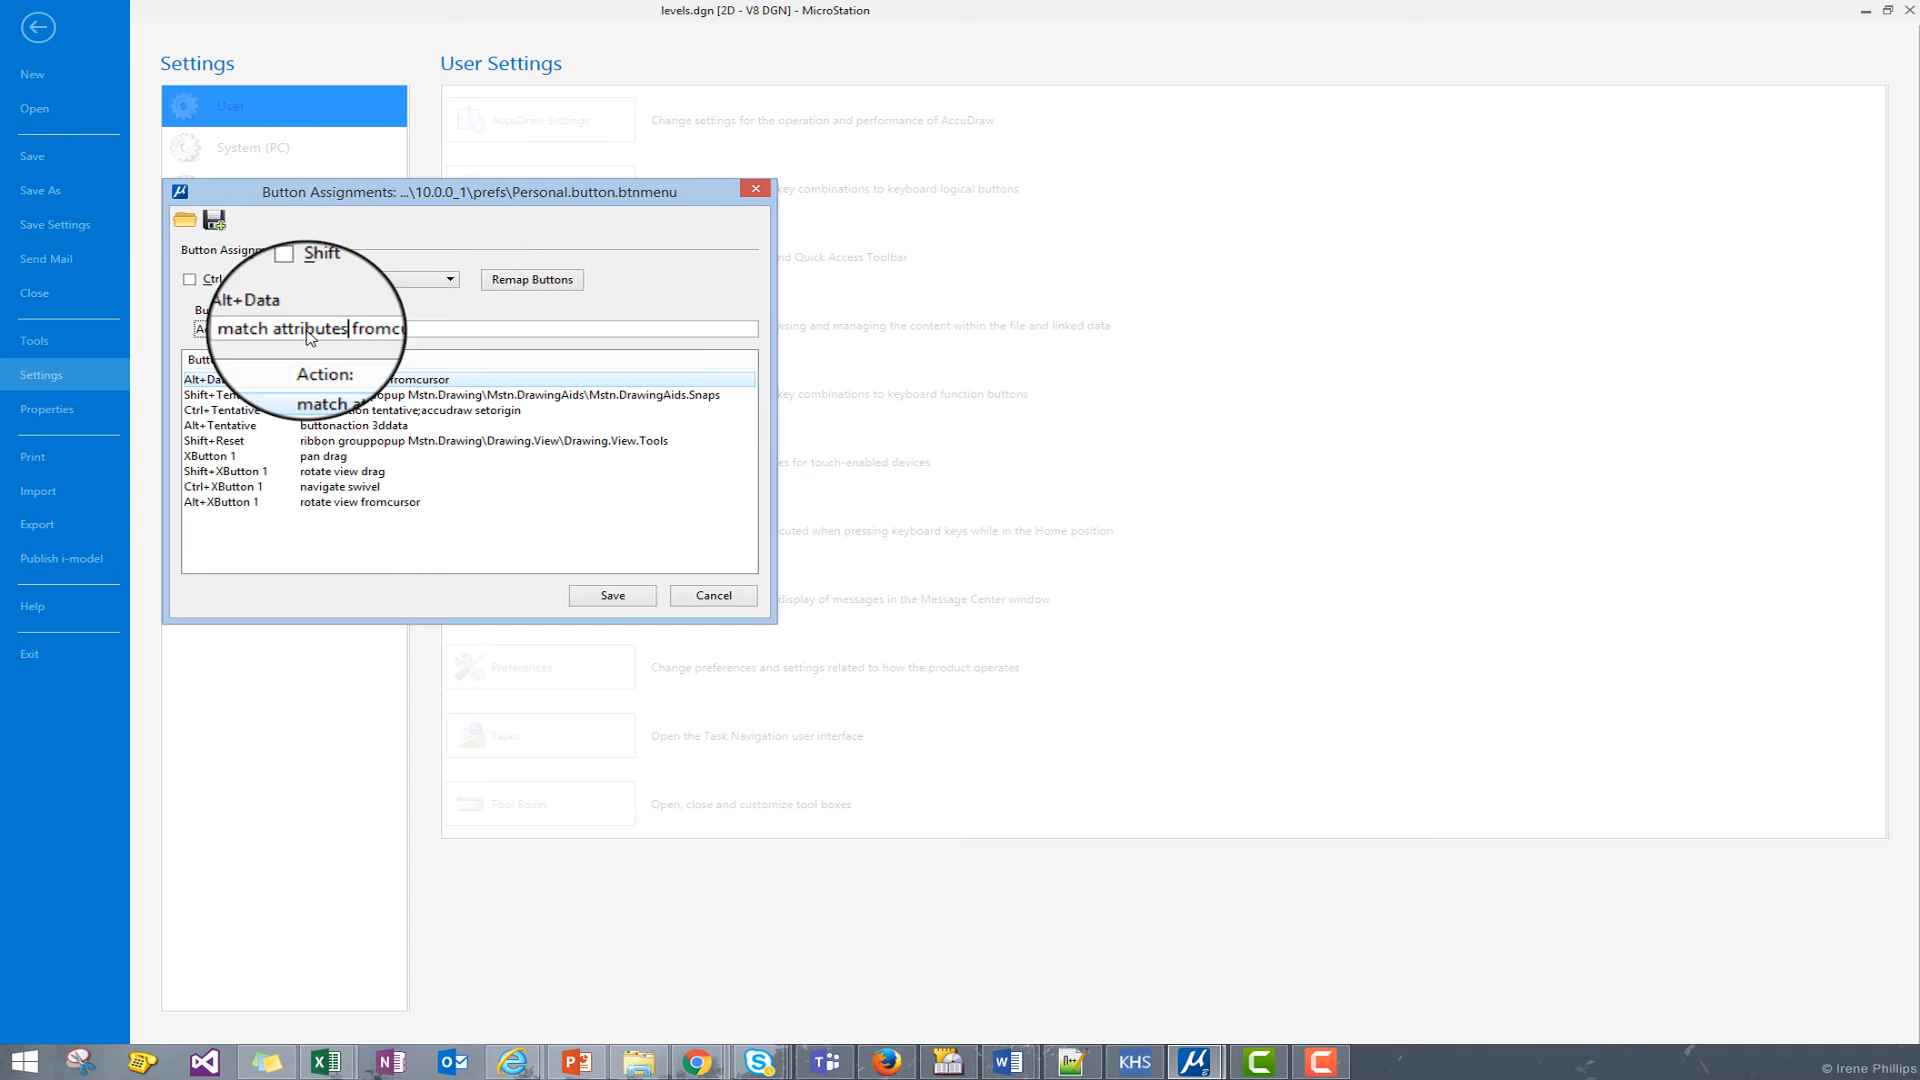 levels.dgn [2D - V8 DGN] - MicroStation
New
Open
Save
Save As
Save Settings
Send Mail
Close
Tools
Settings
Properties
Print
Import
Export
Publish i-model
Help
Exit
Settings
User
System (PC)
User Settings
AccuDraw Settings
Change settings for the operation and performance of AccuDraw
key combinations to keyboard logical buttons
nd Quick Access Toolbar
wsing and managing the content within the file and linked data
key combinations to keyboard function buttons
es for touch-enabled devices
cuted when pressing keyboard keys while in the Home position
display of messages in the Message Center window
Preferences
Change preferences and settings related to how the product operates
Tasks
Open the Task Navigation user interface
Tool Boxes
Open, close and customize tool boxes
Button Assignments: ...\10.0.0_1\prefs\Personal.button.btnmenu
Button Assignm
Shift
Ctrl
Remap Buttons
Alt+Data
match attributes fromcu
Action:
match a
Alt+Da fromcursor
Shift+Ten popup Mstn.Drawing\Mstn.DrawingAids\Mstn.DrawingAids.Snaps
Ctrl+Tentative tentative;accudraw setorigin
Alt+Tentative buttonaction 3ddata
Shift+Reset ribbon grouppopup Mstn.Drawing\Drawing.View\Drawing.View.Tools
XButton 1 pan drag
Shift+XButton 1 rotate view drag
Ctrl+XButton 1 navigate swivel
Alt+XButton 1 rotate view fromcursor
Save Cancel
KHS
© Irene Phillips